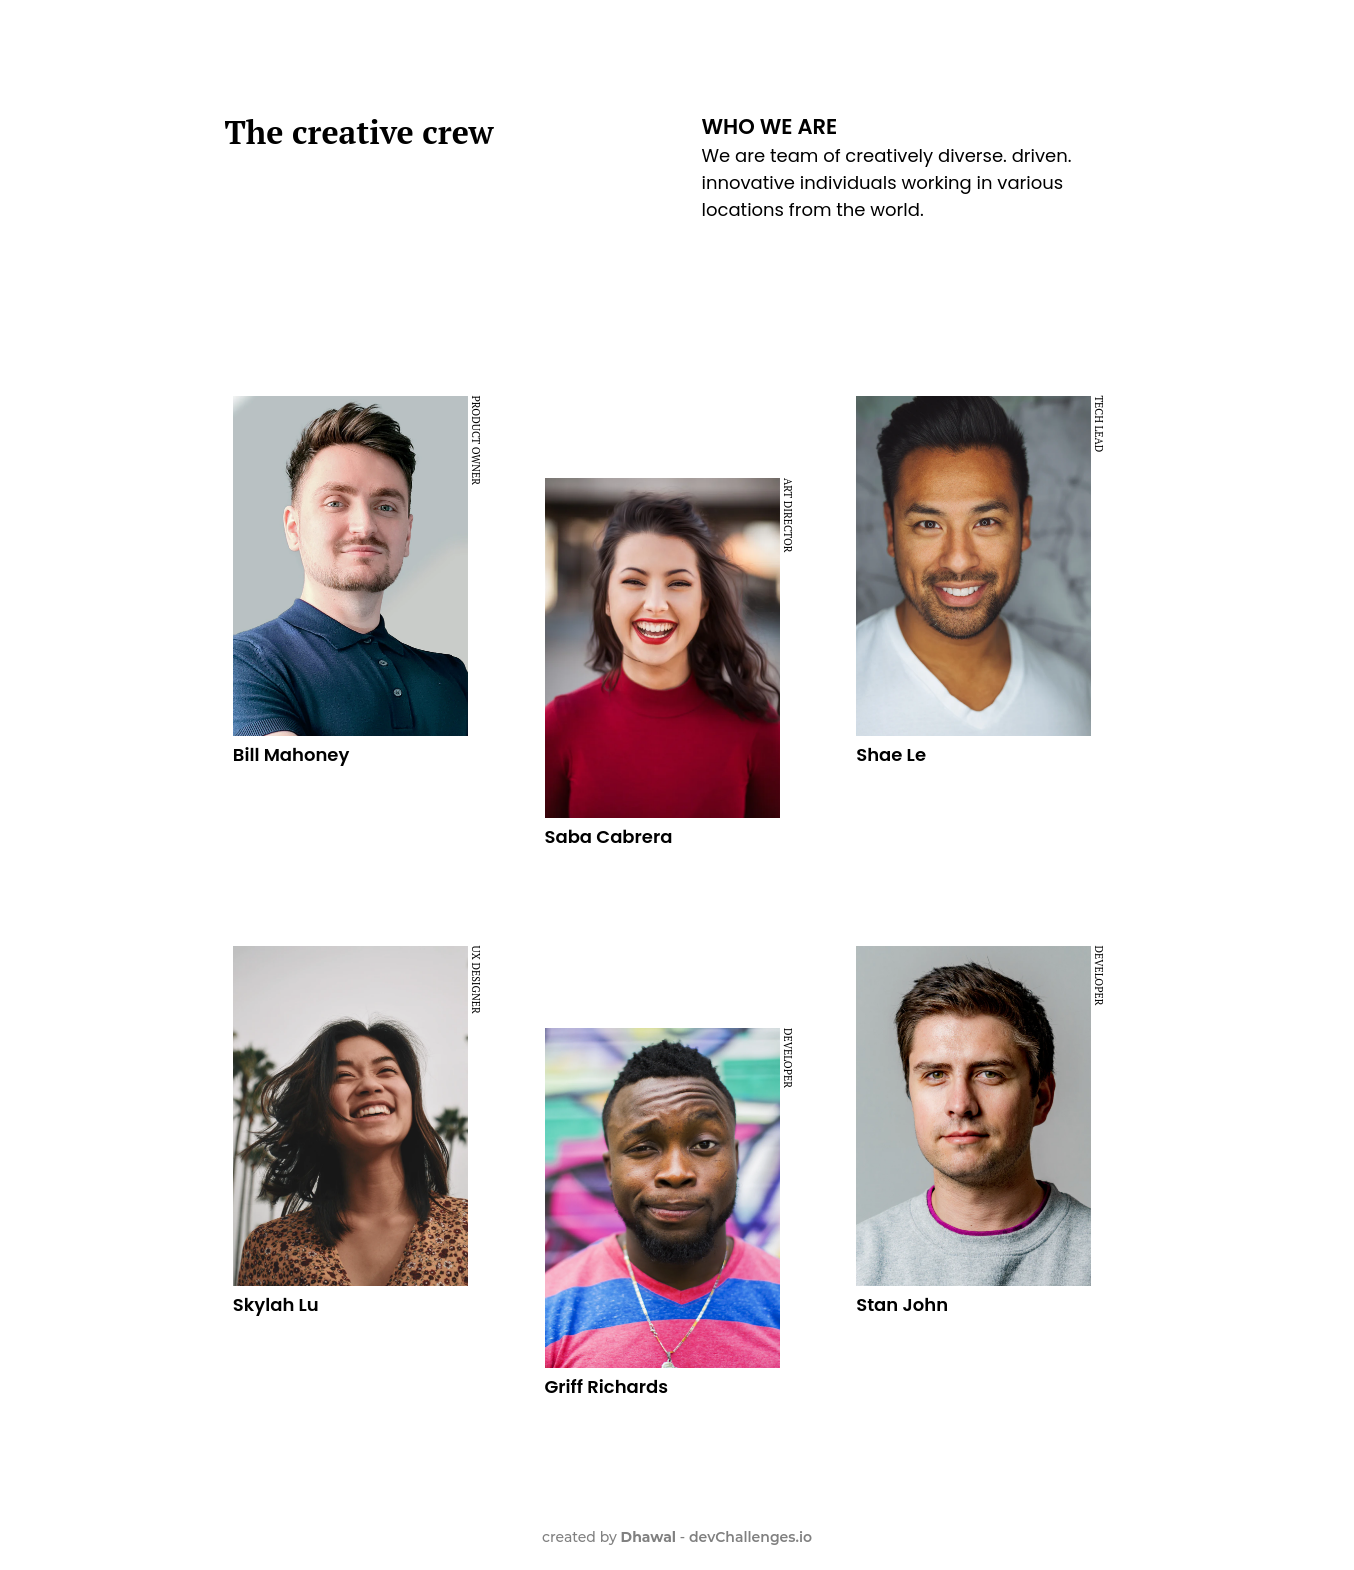 The creative crew
WHO WE ARE
We are team of creatively diverse. driven.
innovative individuals working in various
locations from the world.
PRODUCT OWNER
Bill Mahoney
ART DIRECTOR
Saba Cabrera
TECH LEAD
Shae Le
UX DESIGNER
Skylah Lu
DEVELOPER
Griff Richards
DEVELOPER
Stan John
created by Dhawal - devChallenges.io